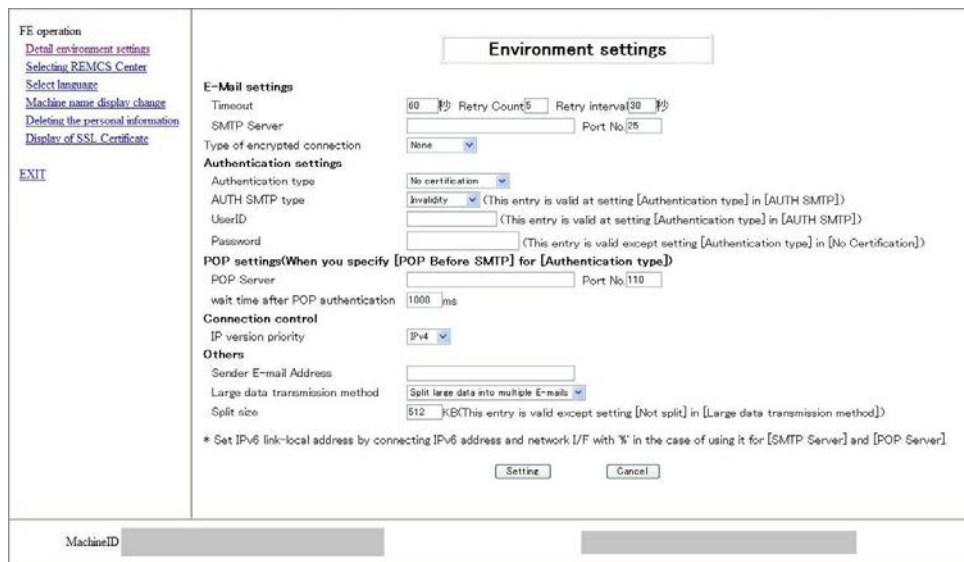 FE operation
Detail environment settings
Selecting REMCS Center
Select language
Machine name display change
Deleting the personal information
Display of SSL Certificate
EXIT
Environment settings
E-Mail settings
Timeout 60 秒 Retry Count 5 Retry interval 30 秒
SMTP Server Port No. 25
Type of encrypted connection None
Authentication settings
Authentication type No certification
AUTH SMTP type Invalidity (This entry is valid at setting [Authentication type] in [AUTH SMTP])
UserID (This entry is valid at setting [Authentication type] in [AUTH SMTP])
Password (This entry is valid except setting [Authentication type] in [No Certification])
POP settings(When you specify [POP Before SMTP] for [Authentication type])
POP Server Port No. 110
wait time after POP authentication 1000 ms
Connection control
IP version priority IPv4
Others
Sender E-mail Address
Large data transmission method Split large data into multiple E-mails
Split size 512 KB(This entry is valid except setting [Not split] in [Large data transmission method])
* Set IPv6 link-local address by connecting IPv6 address and network I/F with '%' in the case of using it for [SMTP Server] and [POP Server].
Setting Cancel
MachineID